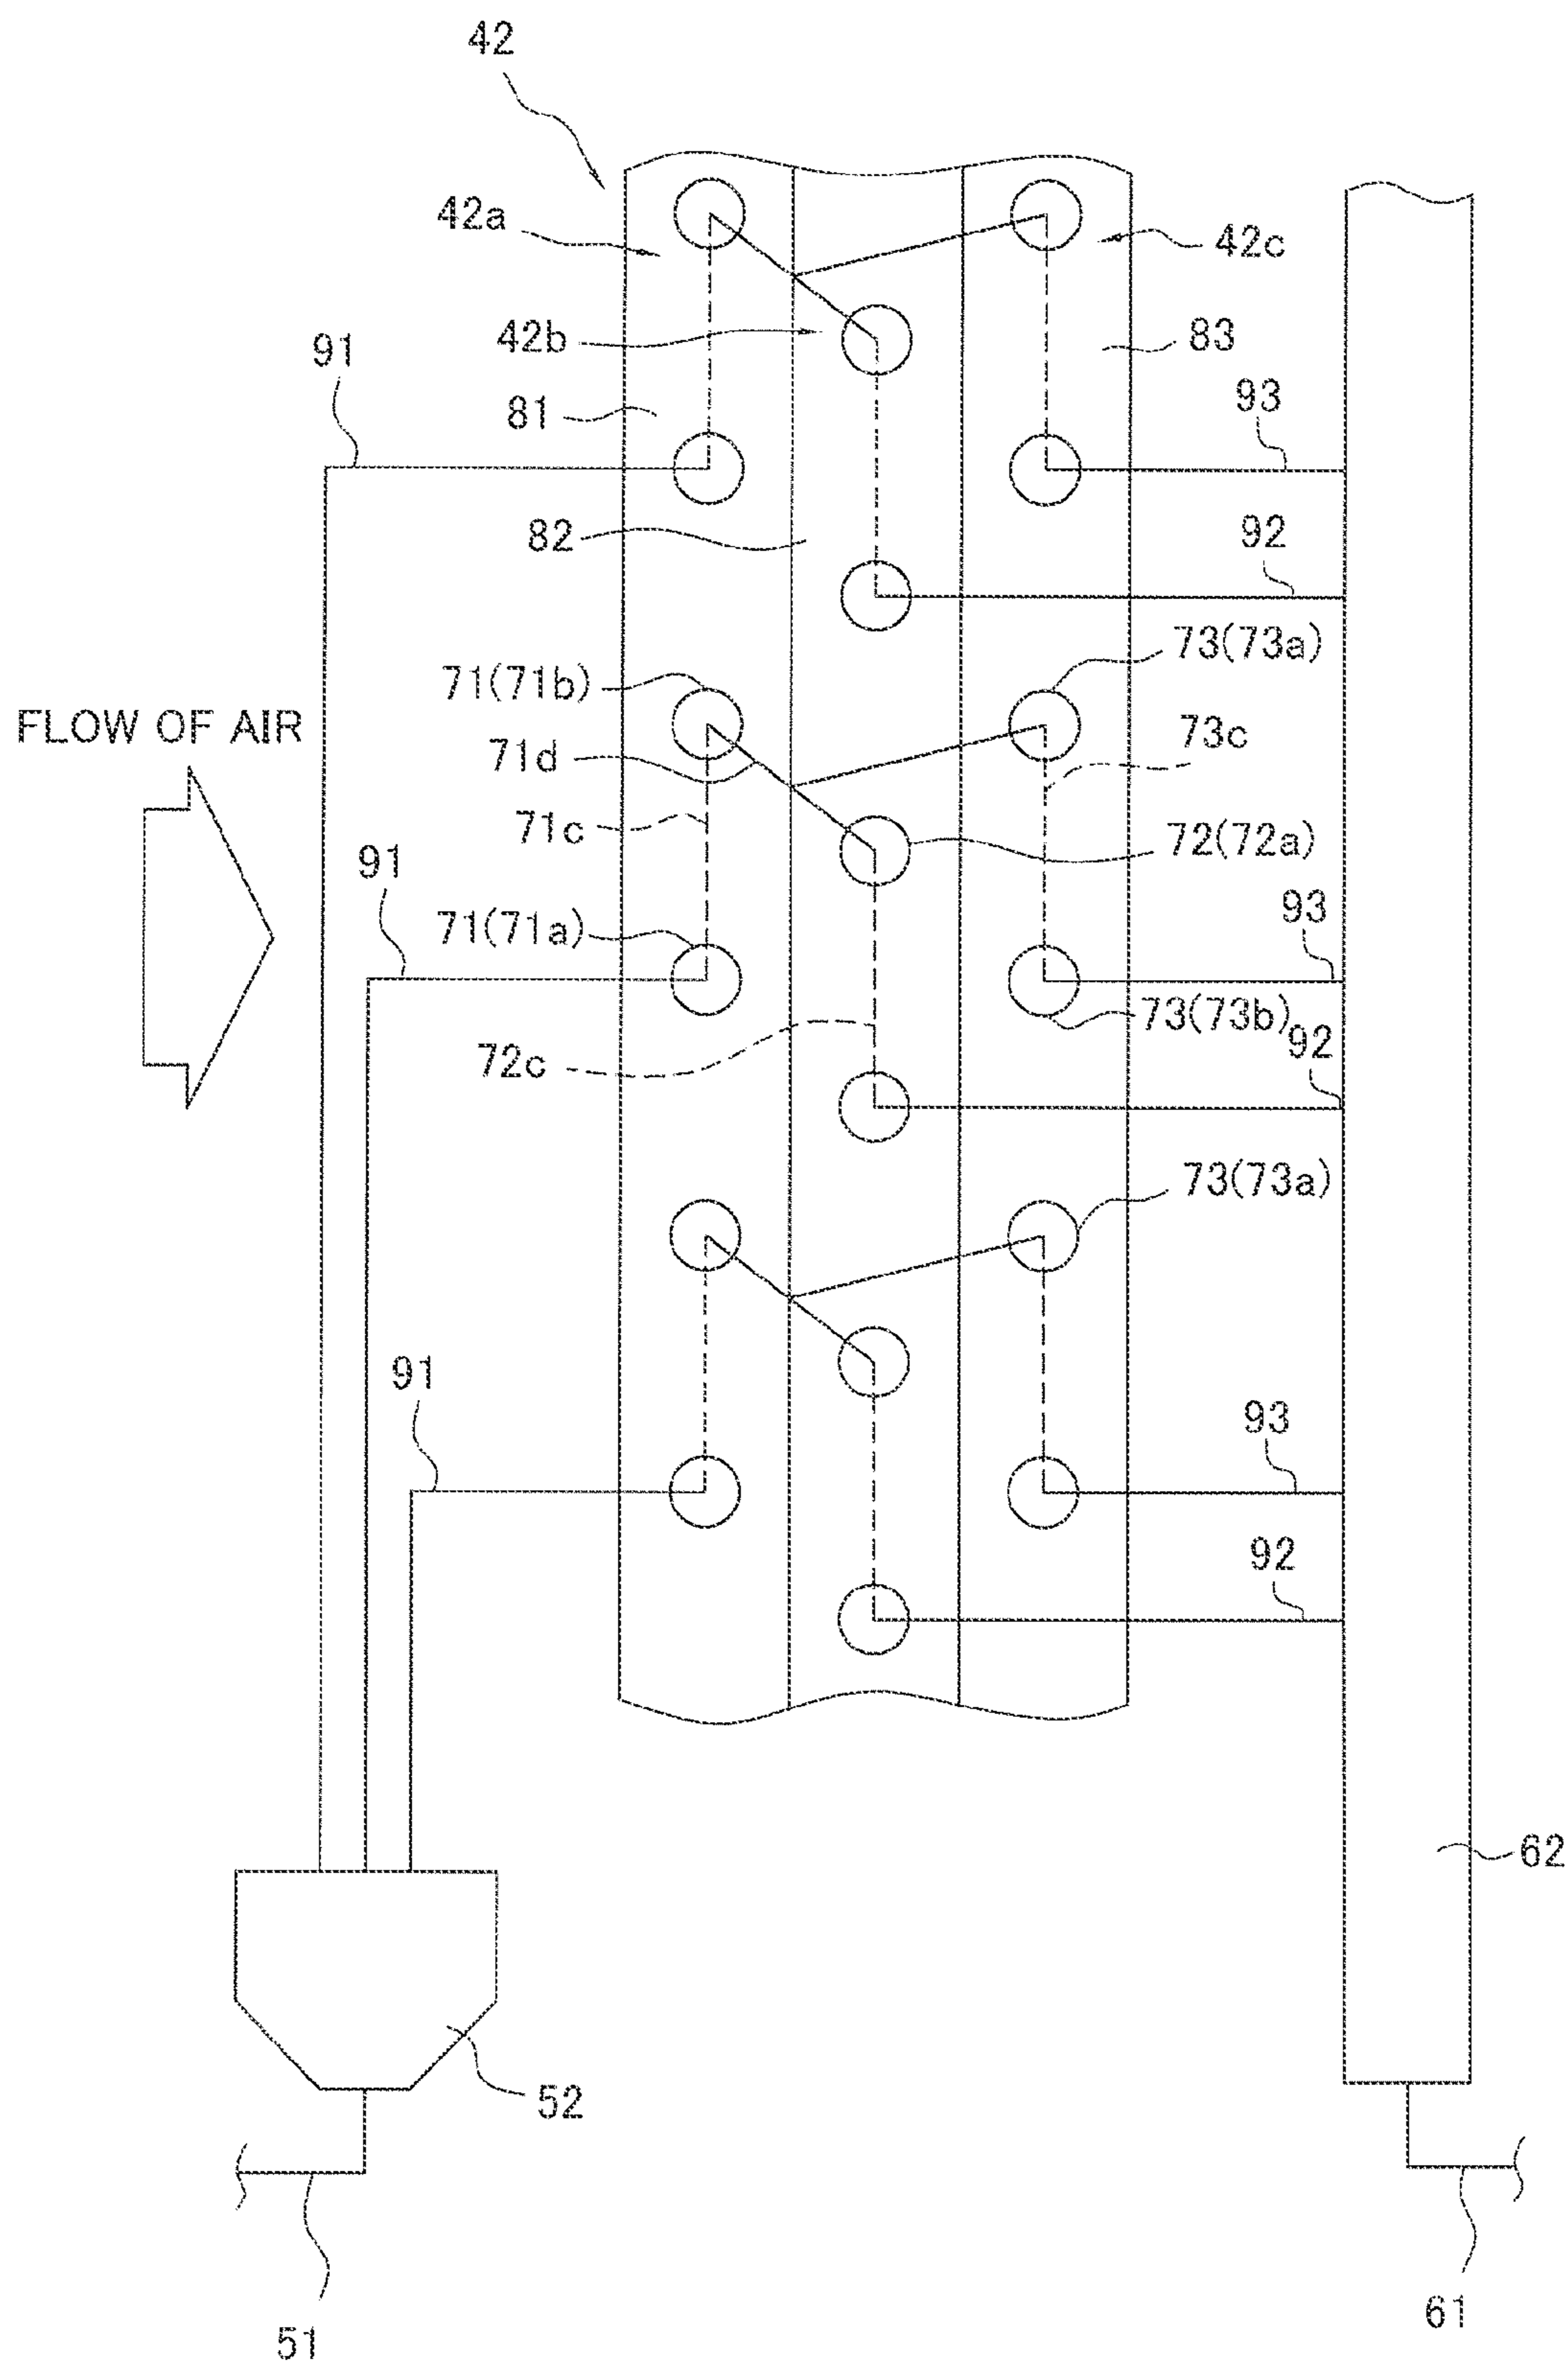 42
42a
42c
42b
83
91
81
93
82
92
71(71b)
73(73a)
FLOW OF AIR
71d
73c
71c
72(72a)
91
93
71(71a)
73(73b)
92
72c
73(73a)
91
93
92
62
52
51
61